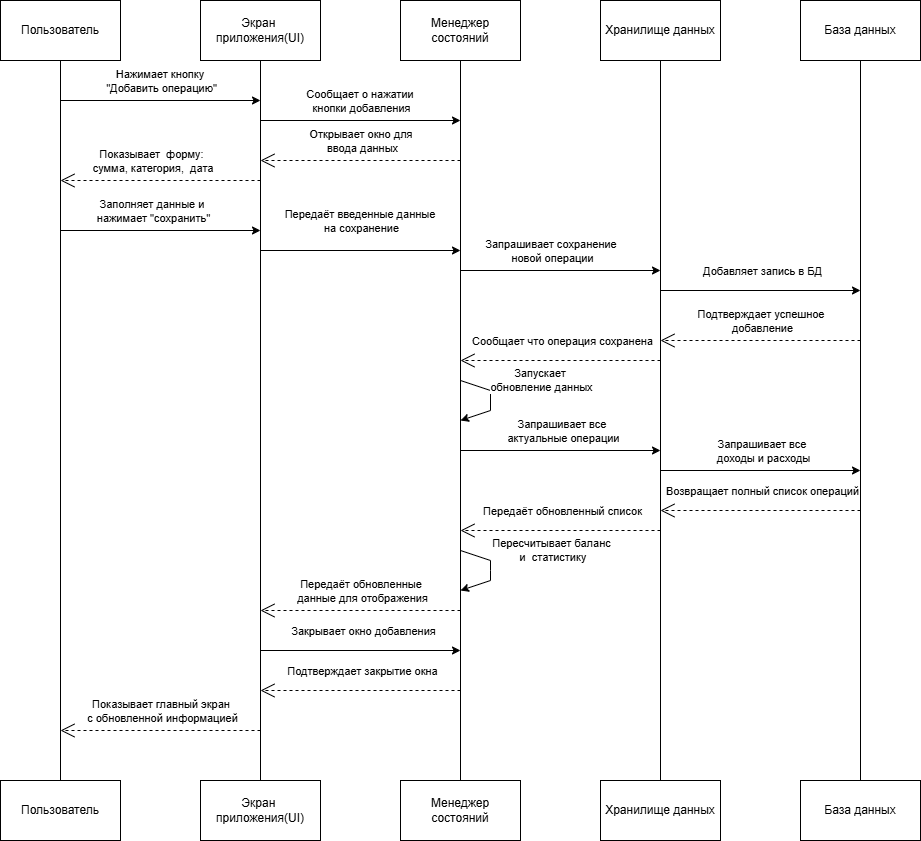 Пользователь
Экран
приложения(UI)
Менеджер
состояний
Хранилище данных
База данных
Нажимает кнопку
"Добавить операцию"
Сообщает о нажатии
кнопки добавления
Открывает окно для
ввода данных
Показывает форму:
сумма, категория, дата
Заполняет данные и
нажимает "сохранить"
Передаёт введенные данные
на сохранение
Запрашивает сохранение
новой операции
Добавляет запись в БД
Подтверждает успешное
добавление
Сообщает что операция сохранена
Запускает
обновление данных
Запрашивает все
актуальные операции
Запрашивает все
доходы и расходы
Возвращает полный список операций
Передаёт обновленный список
Пересчитывает баланс
и статистику
Передаёт обновленные
данные для отображения
Закрывает окно добавления
Подтверждает закрытие окна
Показывает главный экран
с обновленной информацией
Пользователь
Экран
приложения(UI)
Менеджер
состояний
Хранилище данных
База данных